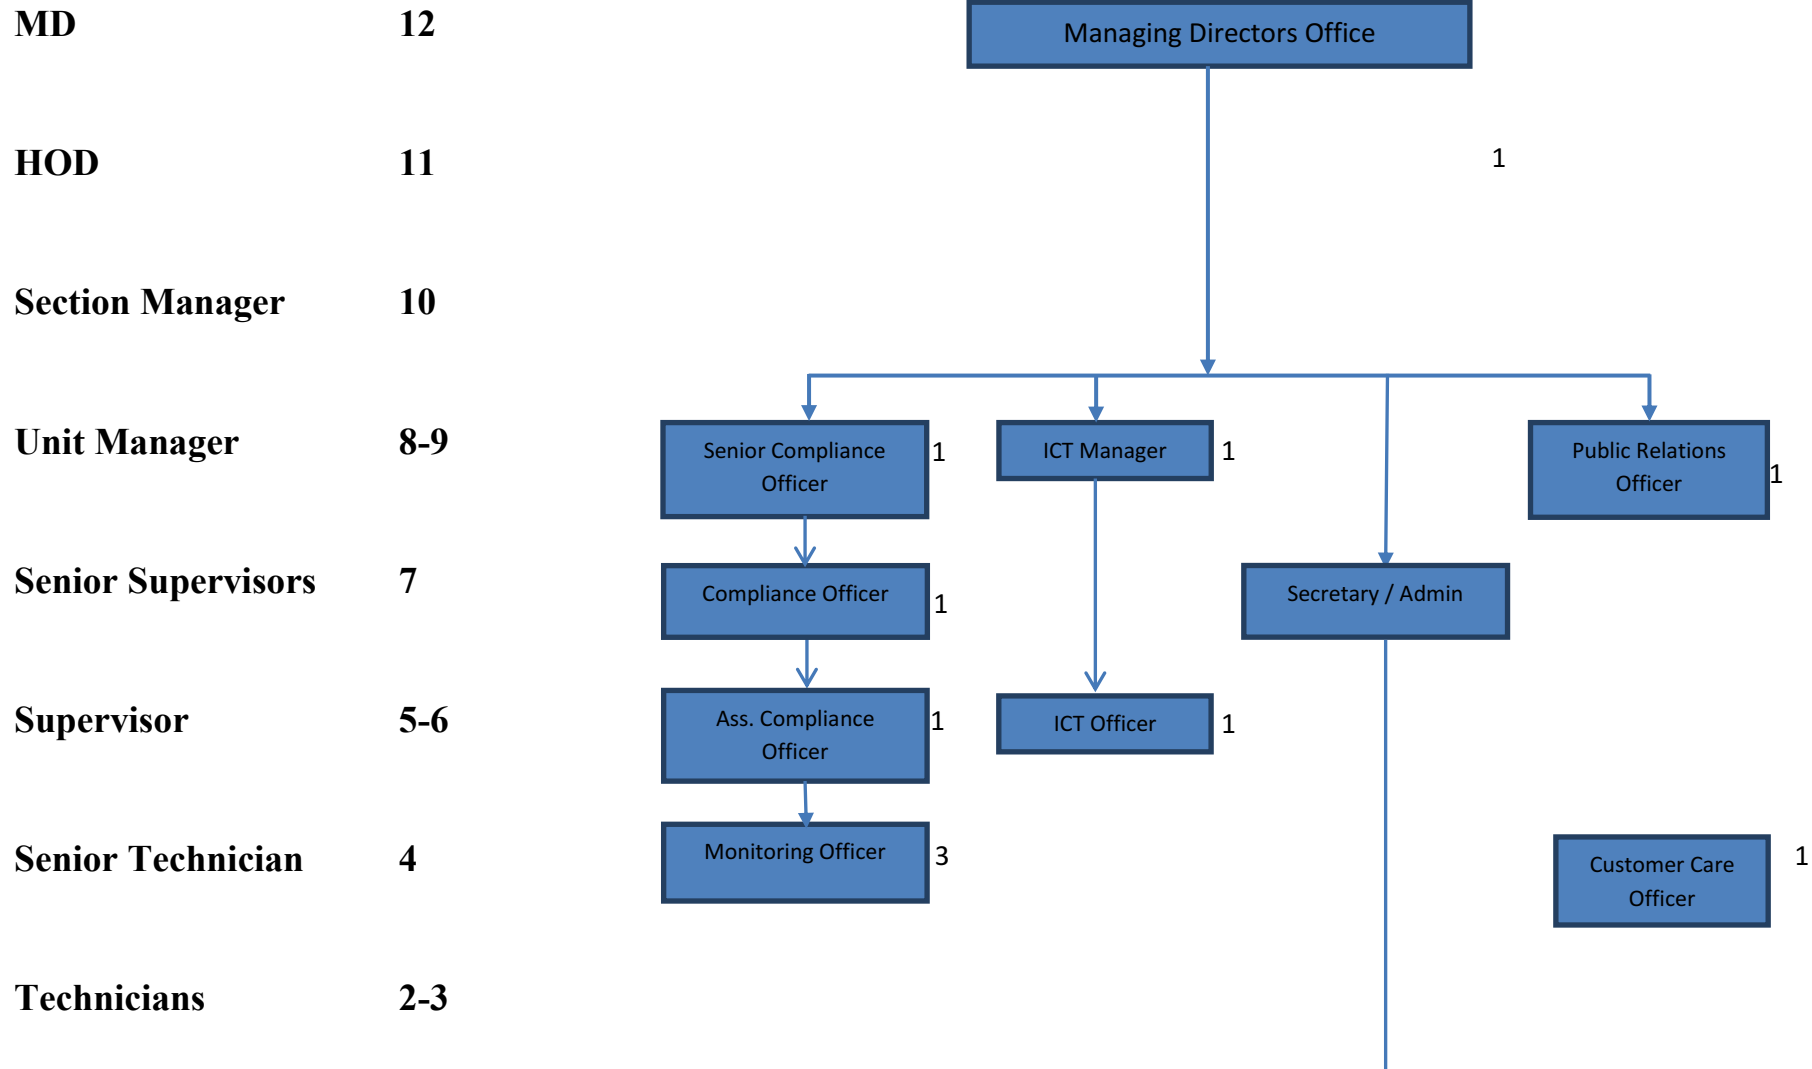 MD 12 Managing Directors Office
HOD 11 1
Section Manager 10
Unit Manager 8-9
Senior Compliance
Officer
1
ICT Manager
1
Public Relations
Officer
1
Senior Supervisors 7
Compliance Officer
1
Secretary / Admin
Supervisor 5-6
Ass. Compliance
Officer
1
ICT Officer
1
Senior Technician 4
Monitoring Officer
3
Customer Care
Officer
1
Technicians 2-3